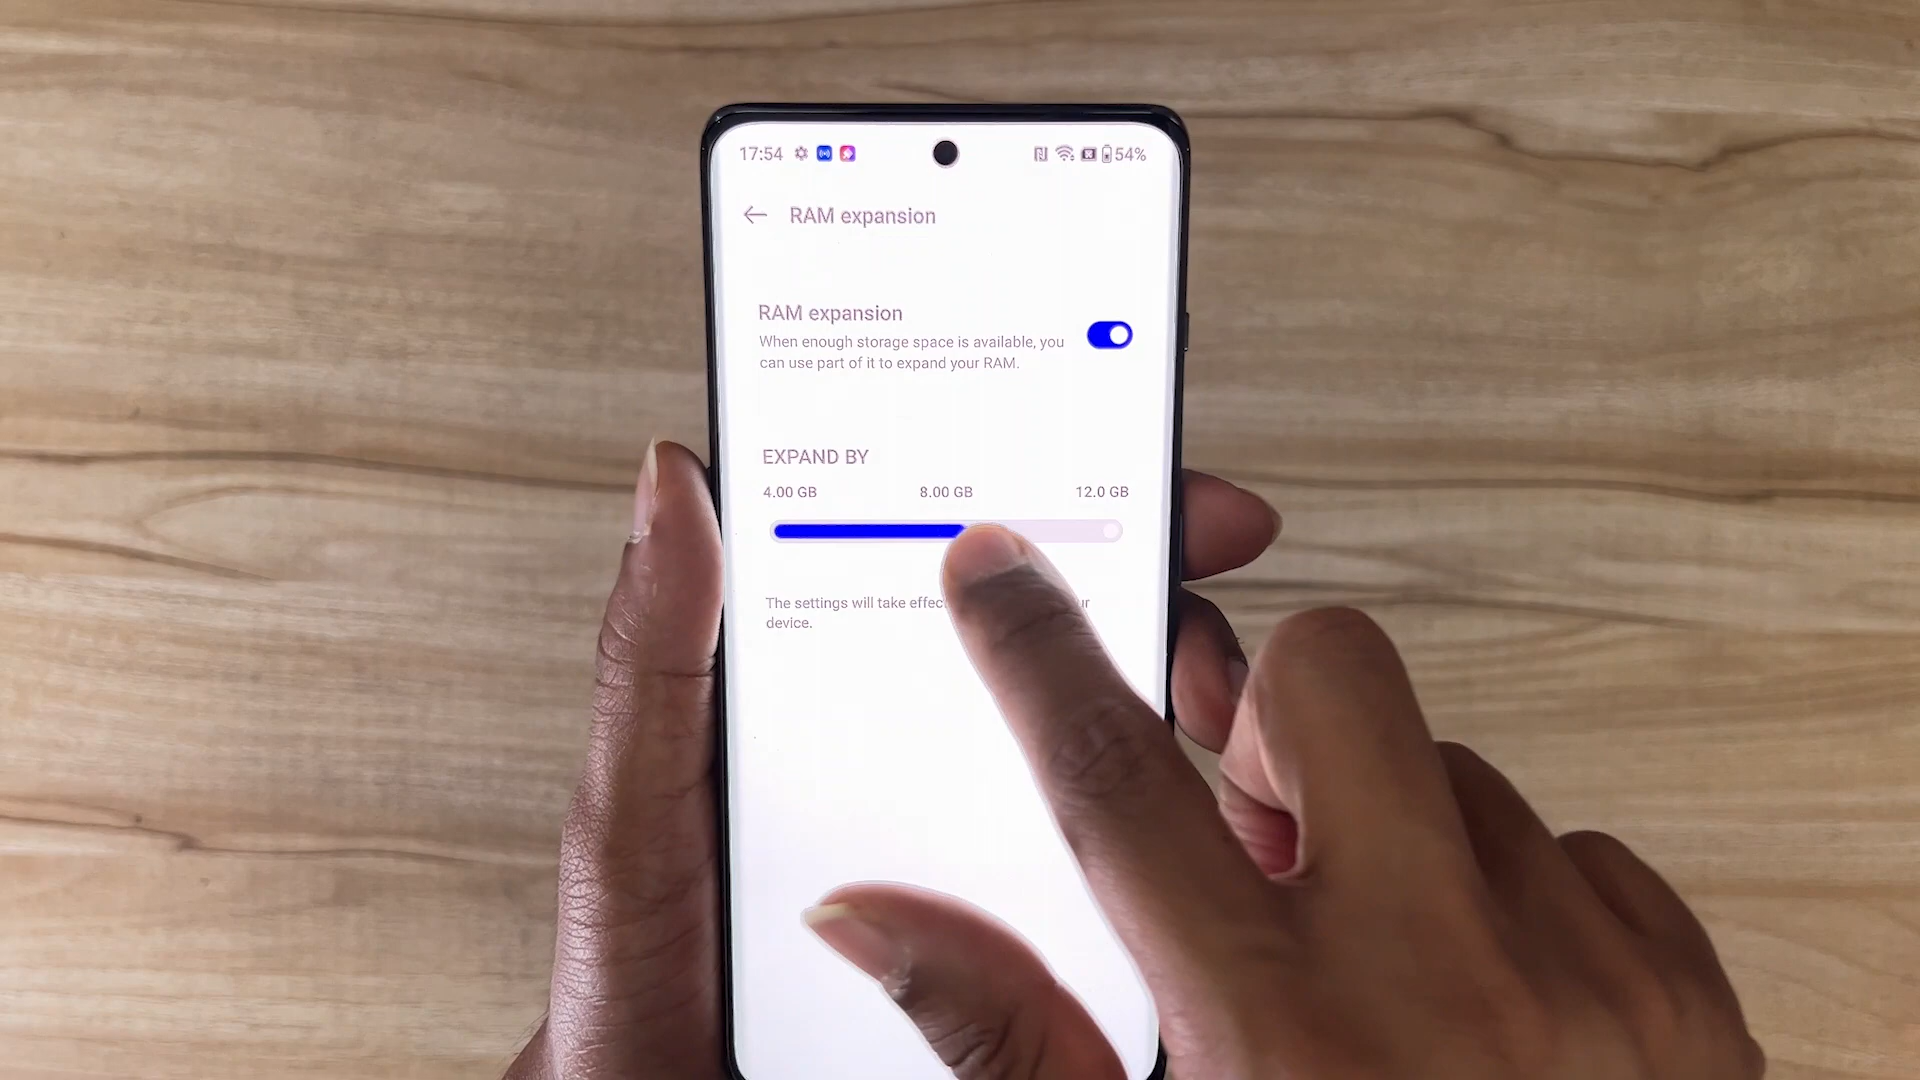 17:54 54%
RAM expansion
RAM expansion
When enough storage space is available, you
can use part of it to expand your RAM.
EXPAND BY
4.00 GB 8.00 GB 12.0 GB
The settings will take
device.